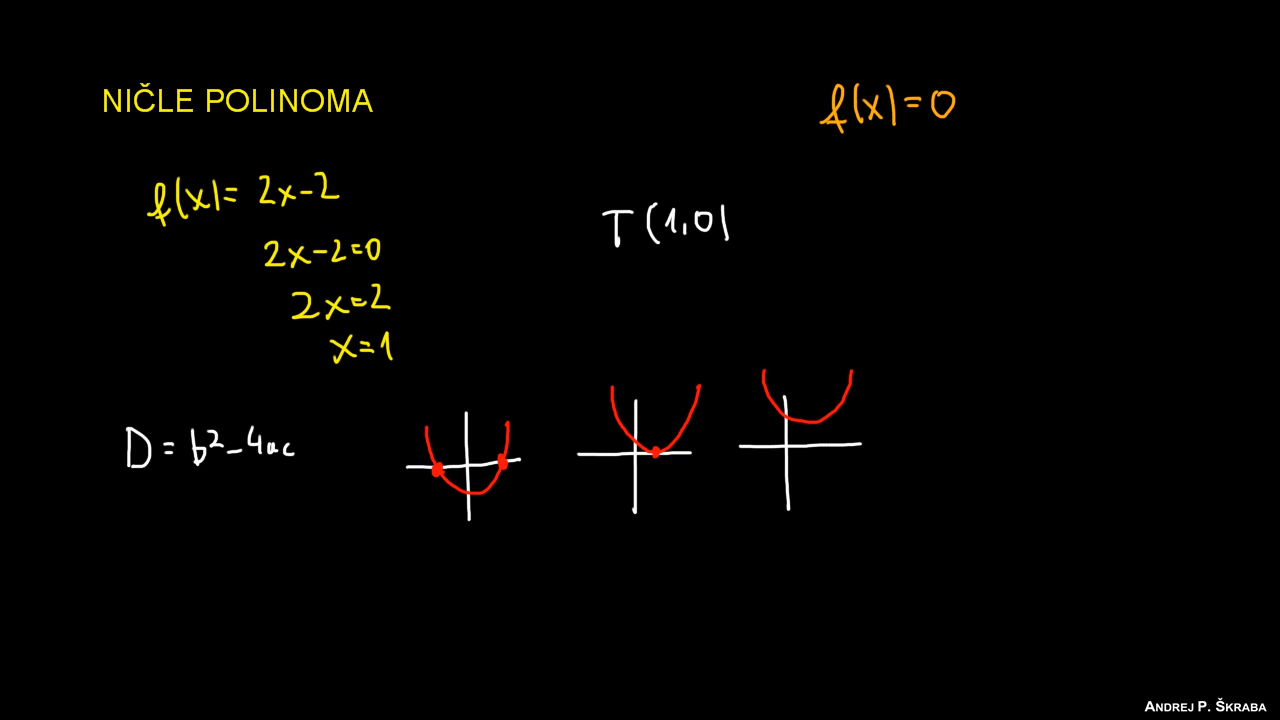 NIČLE POLINOMA
f(x)=0
f(x)= 2x-2
T(1,0)
2x-2=0
2x=2
x=1
D=b²-4ac
ANDREJ P. ŠKRABA